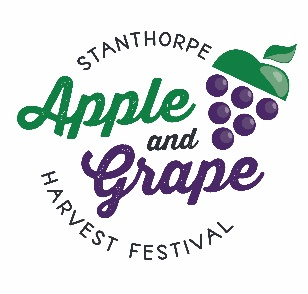 STANTHORPE
Apple
and
Grape
HARVEST FESTIVAL